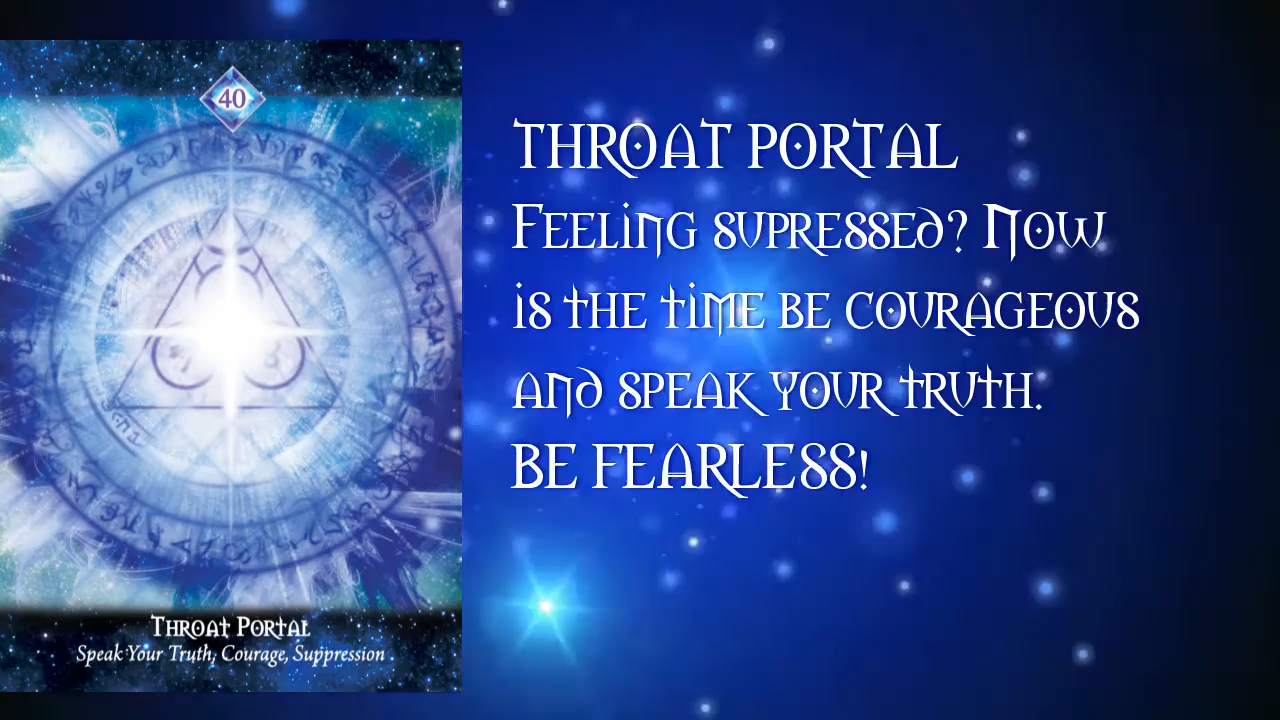 40
Throat Portal
Speak Your Truth, Courage, Suppression
THROAT PORTAL
Feeling supressed? Now
is the time be courageous
and speak your truth.
BE FEARLESS!